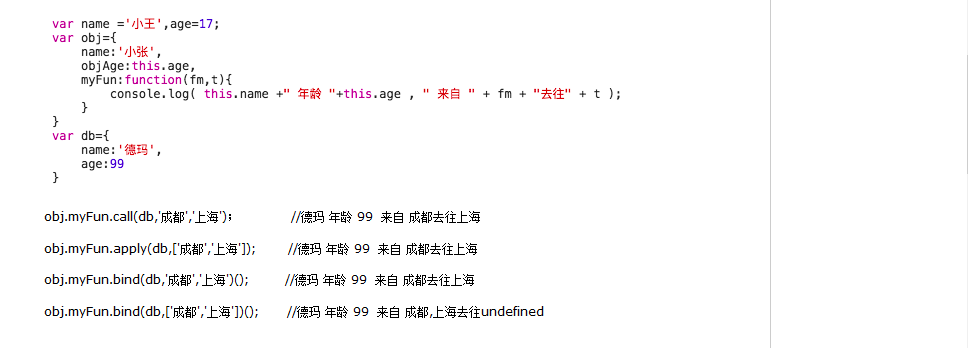 var name ='小王',age=17;
var obj={
name:'小张',
objAge:this.age,
myFun:function(fm,t){
console.log( this.name +" 年龄 "+this.age , " 来自 " + fm + "去往" + t );
}
}
var db={
name:'德玛',
age:99
}
obj.myFun.call(db,'成都','上海')； //德玛 年龄 99 来自 成都去往上海
obj.myFun.apply(db,['成都','上海']); //德玛 年龄 99 来自 成都去往上海
obj.myFun.bind(db,'成都','上海')(); //德玛 年龄 99 来自 成都去往上海
obj.myFun.bind(db,['成都','上海'])(); //德玛 年龄 99 来自 成都,上海去往undefined